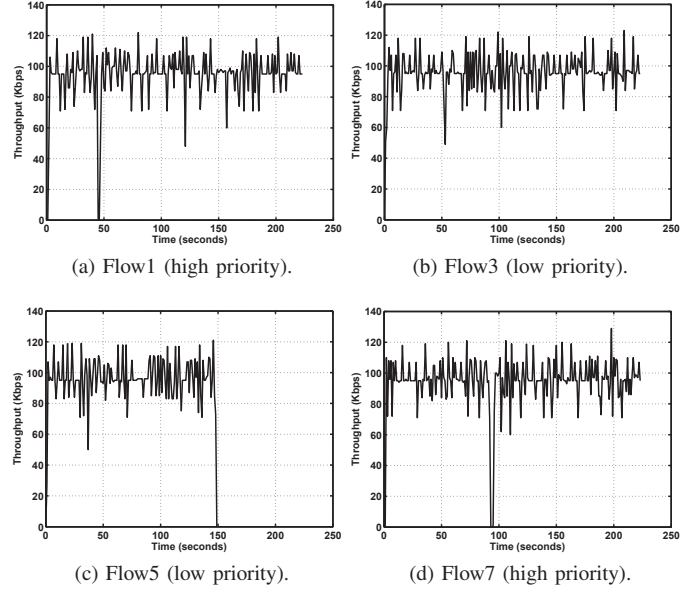 140
120
100
80
60
40
20
0
Throughput (Kbps)
0 50 100 150 200 250
Time (seconds)
(a) Flow1 (high priority).
140
120
100
80
60
40
20
0
Throughput (Kbps)
0 50 100 150 200 250
Time (seconds)
(b) Flow3 (low priority).
140
120
100
80
60
40
20
0
Throughput (Kbps)
0 50 100 150 200 250
Time (seconds)
(c) Flow5 (low priority).
140
120
100
80
60
40
20
0
Throughput (Kbps)
0 50 100 150 200 250
Time (seconds)
(d) Flow7 (high priority).